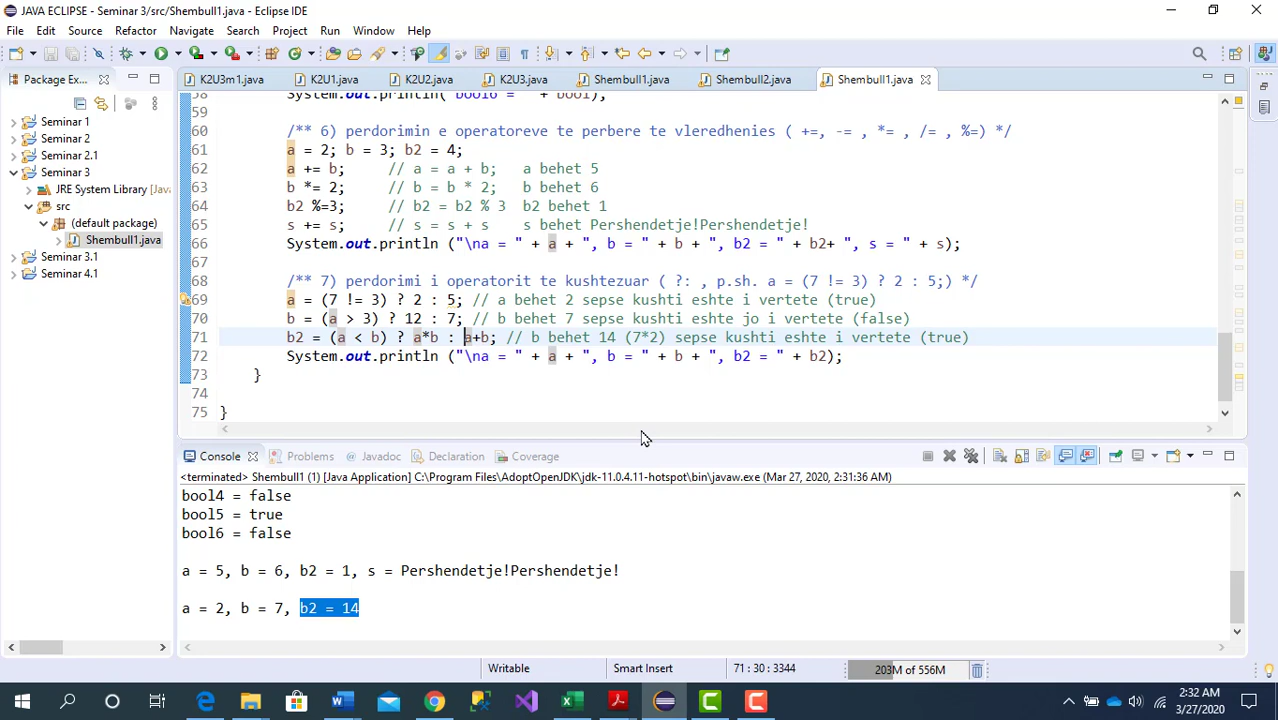 JAVA ECLIPSE - Seminar 3/src/Shembull1.java - Eclipse IDE
File Edit Source Refactor Navigate Search Project Run Window Help
Package Ex...
K2U3m1.java K2U1.java K2U2.java K2U3.java Shembull1.java Shembull2.java Shembull1.java
Seminar 1
Seminar 2
Seminar 2.1
Seminar 3
JRE System Library [Java
src
(default package)
Shembull1.java
Seminar 3.1
Seminar 4.1
58 System.out.println("bool6 = " + bool);
59
60 /** 6) perdorimin e operatoreve te perbere te vleredhenies ( +=, -= , *= , /= , %=) */
61 a = 2; b = 3; b2 = 4;
62 a += b; // a = a + b; a behet 5
63 b *= 2; // b = b * 2; b behet 6
64 b2 %=3; // b2 = b2 % 3 b2 behet 1
65 s += s; // s = s + s s behet Pershendetje!Pershendetje!
66 System.out.println ("\na = " + a + ", b = " + b + ", b2 = " + b2+ ", s = " + s);
67
68 /** 7) perdorimi i operatorit te kushtezuar ( ?: , p.sh. a = (7 != 3) ? 2 : 5;) */
69 a = (7 != 3) ? 2 : 5; // a behet 2 sepse kushti eshte i vertete (true)
70 b = (a > 3) ? 12 : 7; // b behet 7 sepse kushti eshte jo i vertete (false)
71 b2 = (a < b) ? a*b : a+b; // b behet 14 (7*2) sepse kushti eshte i vertete (true)
72 System.out.println ("\na = " + a + ", b = " + b + ", b2 = " + b2);
73 }
74
75 }
Console Problems Javadoc Declaration Coverage
<terminated> Shembull1 (1) [Java Application] C:\Program Files\AdoptOpenJDK\jdk-11.0.4.11-hotspot\bin\javaw.exe (Mar 27, 2020, 2:31:36 AM)
bool4 = false
bool5 = true
bool6 = false
a = 5, b = 6, b2 = 1, s = Pershendetje!Pershendetje!
a = 2, b = 7, b2 = 14
Writable Smart Insert 71 : 30 : 3344 203M of 556M
2:32 AM
3/27/2020